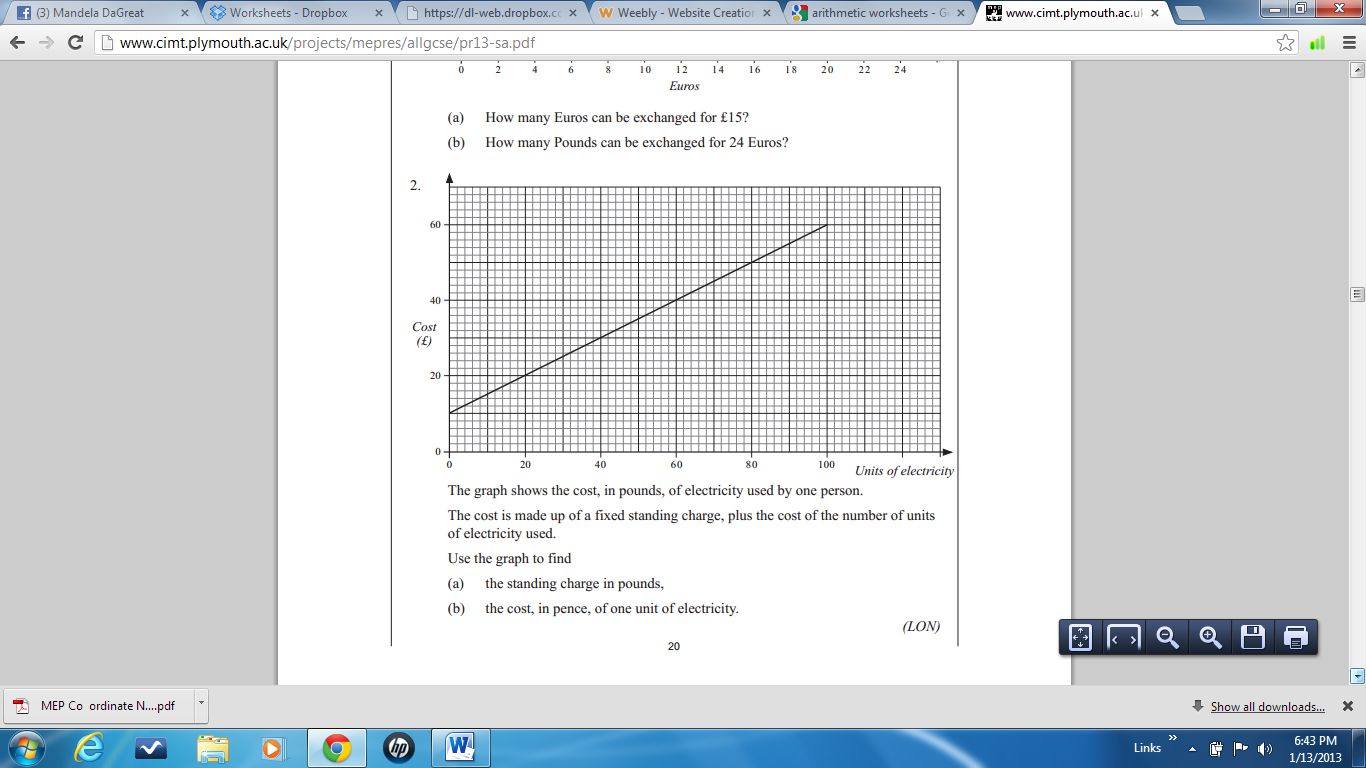 (3) Mandela DaGreat
Worksheets - Dropbox
https://dl-web.dropbox.co
Weebly - Website Creation
arithmetic worksheets - Go
www.cimt.plymouth.ac.uk
www.cimt.plymouth.ac.uk/projects/mepres/allgcse/pr13-sa.pdf
0 2 4 6 8 10 12 14 16 18 20 22 24
Euros
(a) How many Euros can be exchanged for £15?
(b) How many Pounds can be exchanged for 24 Euros?
2.
60
40
Cost
(£)
20
0
0 20 40 60 80 100
Units of electricity
The graph shows the cost, in pounds, of electricity used by one person.
The cost is made up of a fixed standing charge, plus the cost of the number of units
of electricity used.
Use the graph to find
(a) the standing charge in pounds,
(b) the cost, in pence, of one unit of electricity.
(LON)
20
MEP Co ordinate N....pdf
Show all downloads...
Links
6:43 PM
1/13/2013